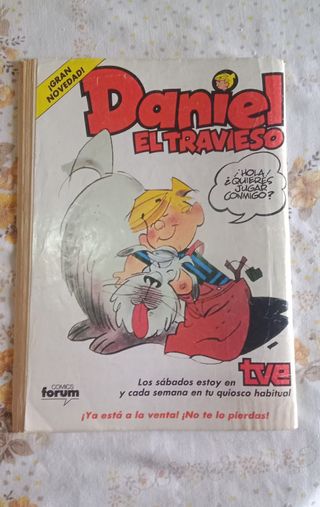 ¡GRAN
NOVEDAD!
Daniel
EL TRAVIESO
¡HOLA!
¿QUIERES
JUGAR
CONMIGO?
tve
Los sábados estoy en
y cada semana en tu quiosco habitual
COMICS
forum
¡Ya está a la venta! ¡No te lo pierdas!